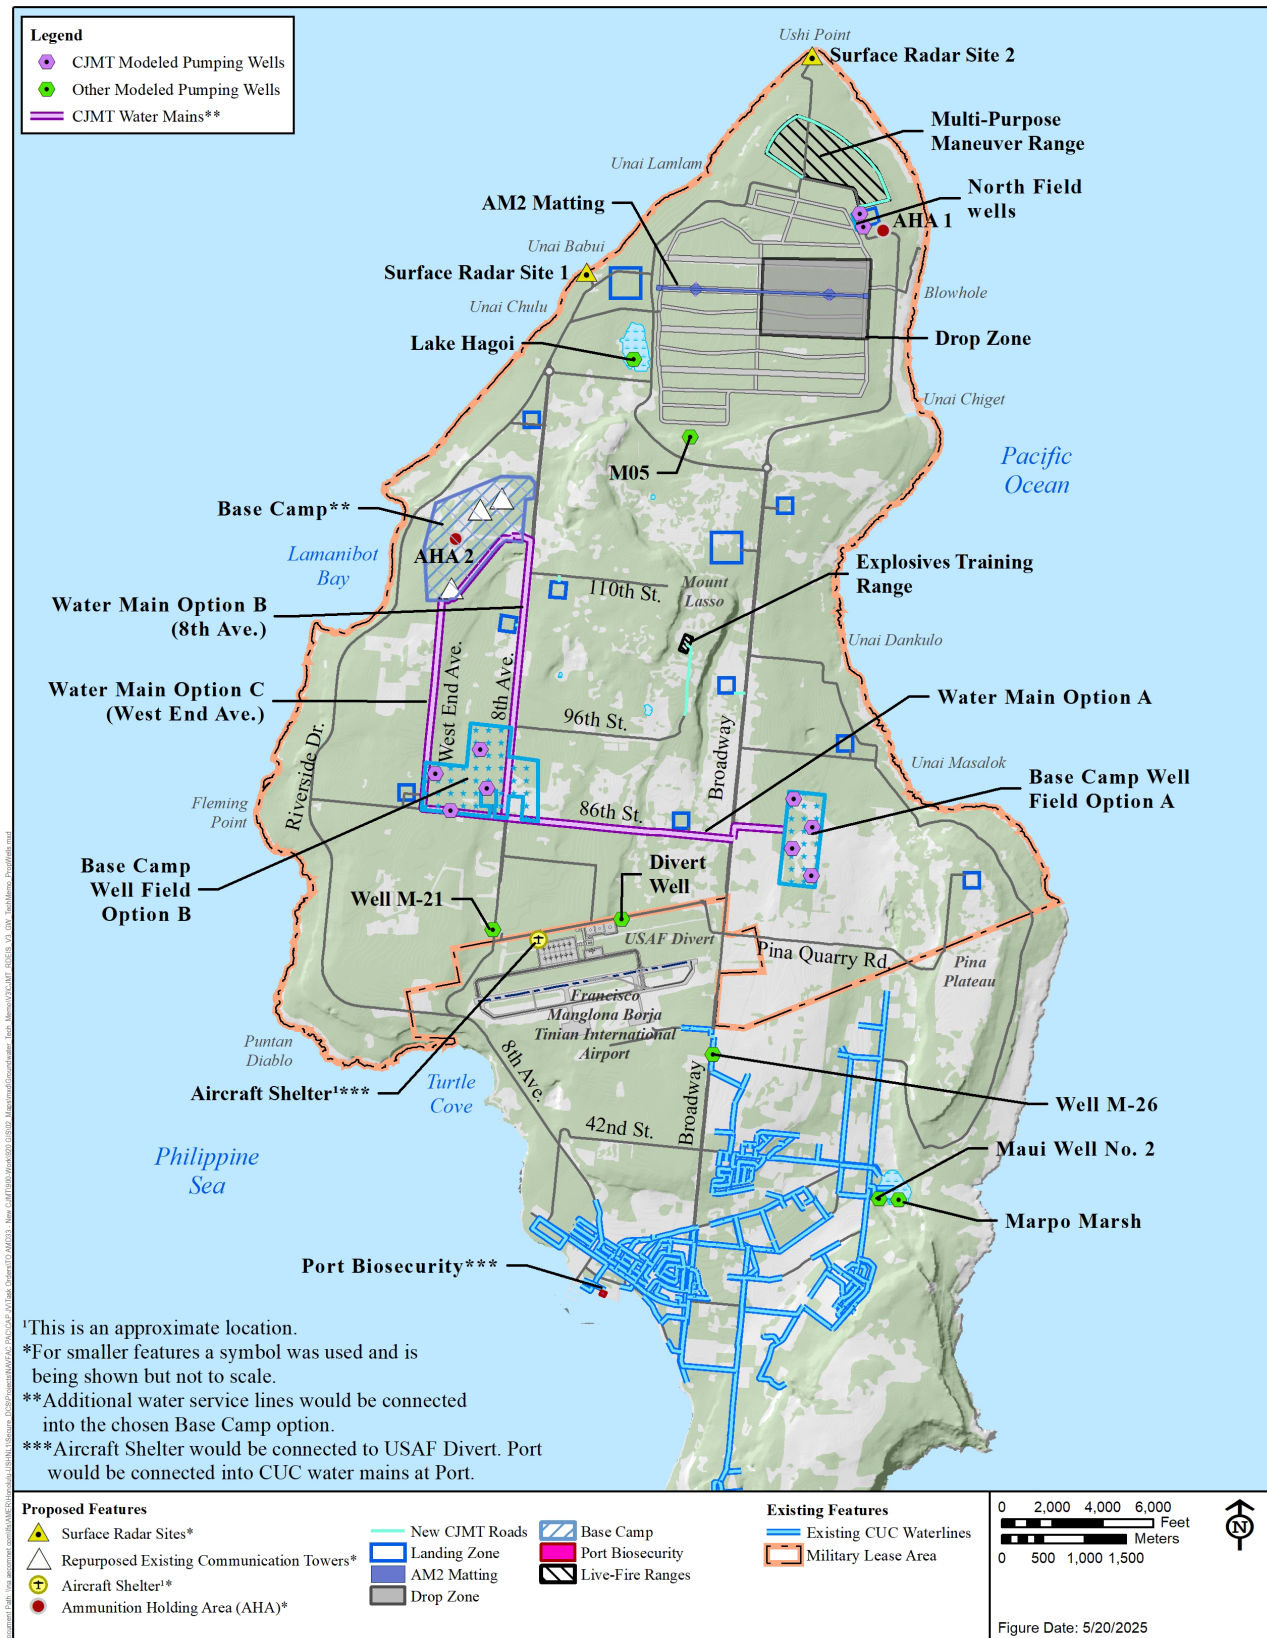 Legend
CJMT Modeled Pumping Wells
Other Modeled Pumping Wells
CJMT Water Mains**
Ushi Point
Surface Radar Site 2
Multi-Purpose
Maneuver Range
Unai Lamlam
North Field
wells
AM2 Matting
AHA 1
Unai Babui
Surface Radar Site 1
Unai Chulu
Blowhole
Lake Hagoi
Drop Zone
Unai Chiget
Pacific
Ocean
M05
Base Camp**
AHA 2
Lamanibot
Bay
Explosives Training
Range
Mount
Lasso
110th St.
Water Main Option B
(8th Ave.)
Unai Dankulo
West End Ave.
8th Ave.
Water Main Option C
(West End Ave.)
Water Main Option A
96th St.
Broadway
Riverside Dr.
Unai Masalok
Base Camp Well
Field Option A
Fleming
Point
86th St.
Base Camp
Well Field
Option B
Divert
Well
Well M-21
USAF Divert
Pina Quarry Rd.
Pina
Plateau
Francisco
Manglona Borja
Tinian International
Airport
Puntan
Diablo
8th Ave.
Turtle
Cove
Aircraft Shelter¹***
Broadway
Well M-26
42nd St.
Maui Well No. 2
Philippine
Sea
Marpo Marsh
Port Biosecurity***
¹This is an approximate location.
*For smaller features a symbol was used and is
being shown but not to scale.
**Additional water service lines would be connected
into the chosen Base Camp option.
***Aircraft Shelter would be connected to USAF Divert. Port
would be connected into CUC water mains at Port.
Proposed Features
Surface Radar Sites*
Repurposed Existing Communication Towers*
Aircraft Shelter¹*
Ammunition Holding Area (AHA)*
New CJMT Roads
Landing Zone
AM2 Matting
Drop Zone
Base Camp
Port Biosecurity
Live-Fire Ranges
Existing Features
Existing CUC Waterlines
Military Lease Area
0 2,000 4,000 6,000
Feet
Meters
0 500 1,000 1,500
N
Figure Date: 5/20/2025